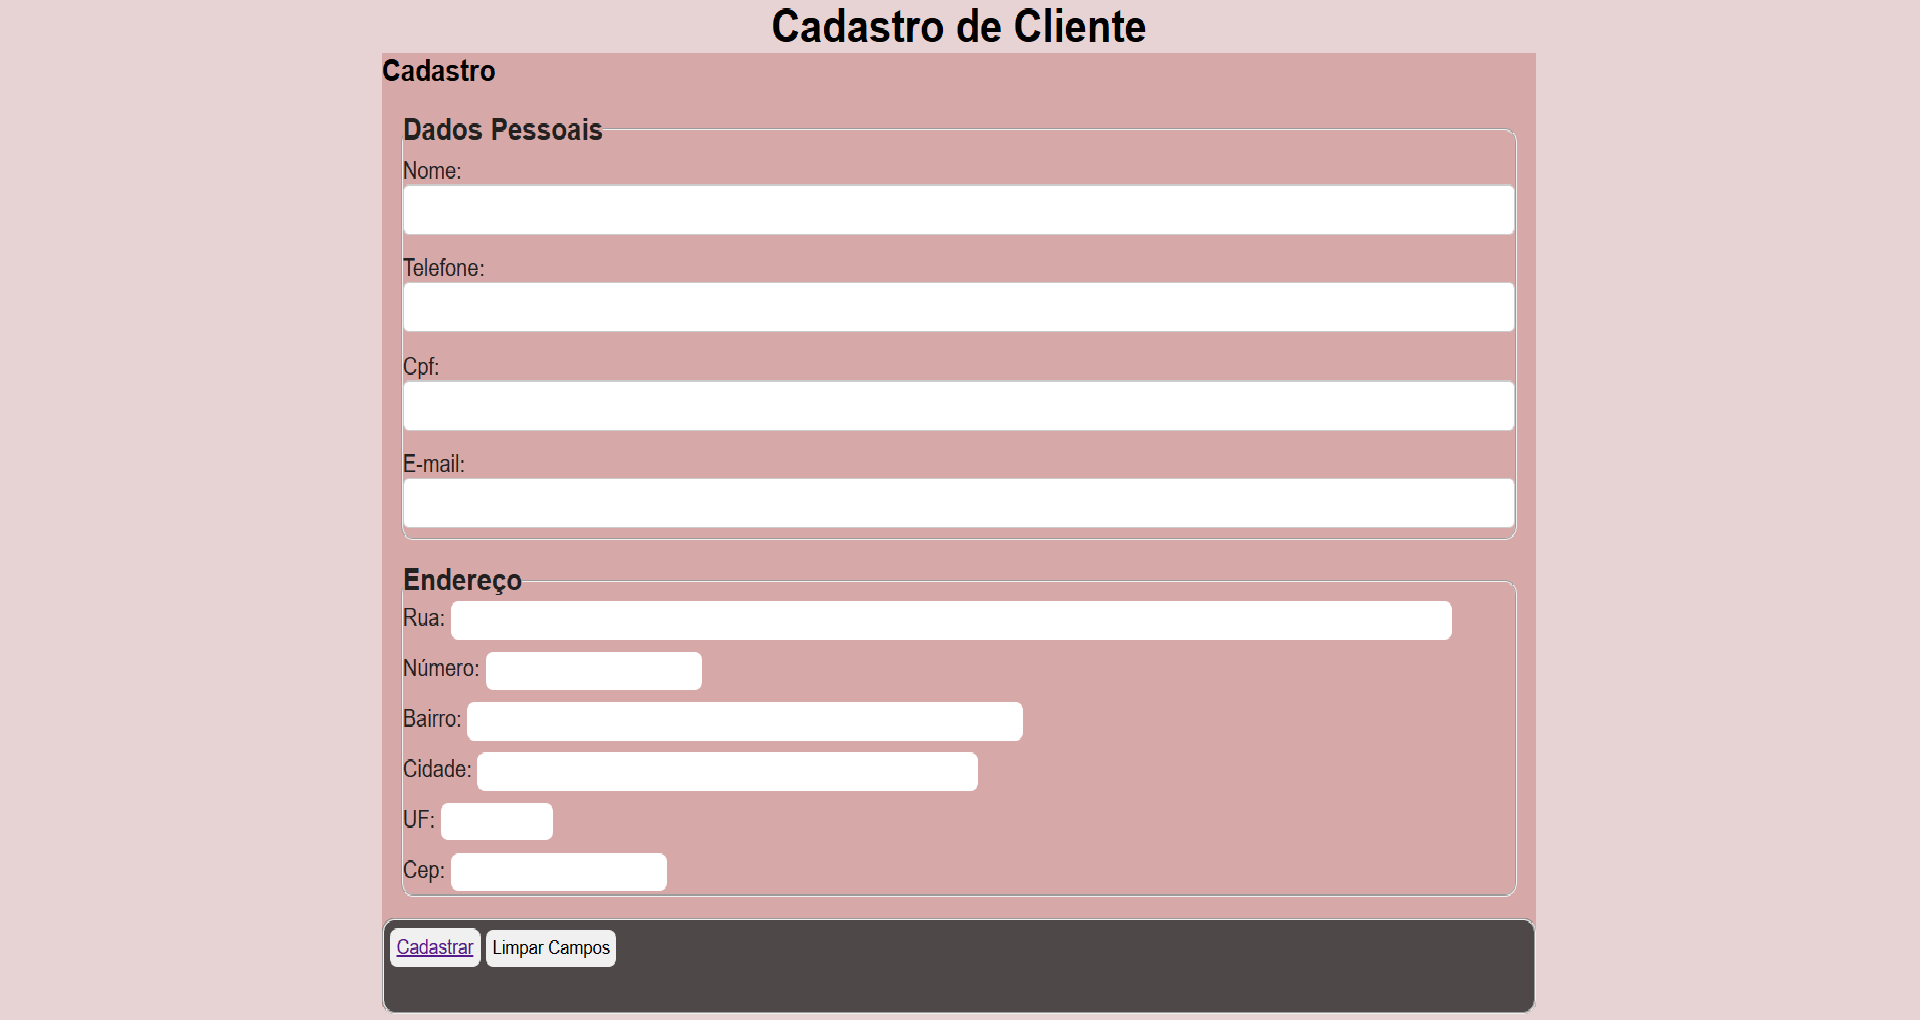 Cadastro de Cliente
Cadastro
Dados Pessoais
Nome:
Telefone:
Cpf:
E-mail:
Endereço
Rua:
Número:
Bairro:
Cidade:
UF:
Cep:
Cadastrar Limpar Campos